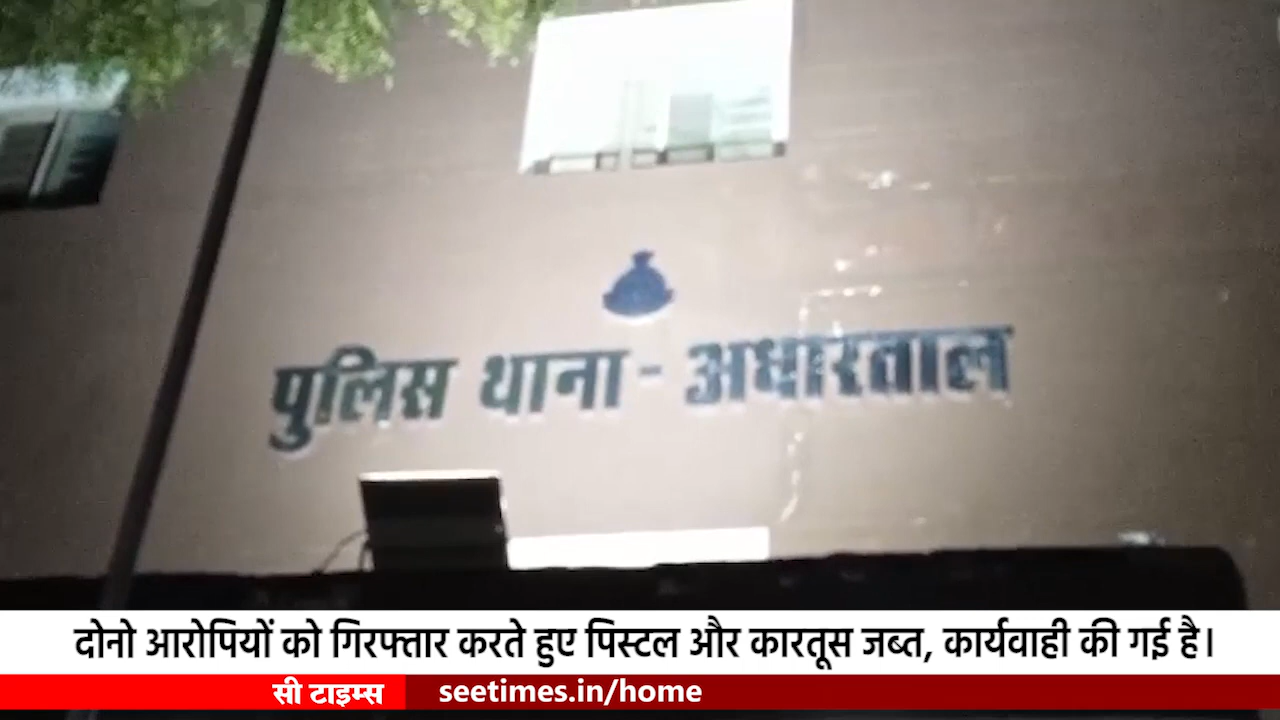 पुलिस थाना - अधारताल
दोनो आरोपियों को गिरफ्तार करते हुए पिस्टल और कारतूस जब्त, कार्यवाही की गई है।
सी टाइम्स seetimes.in/home